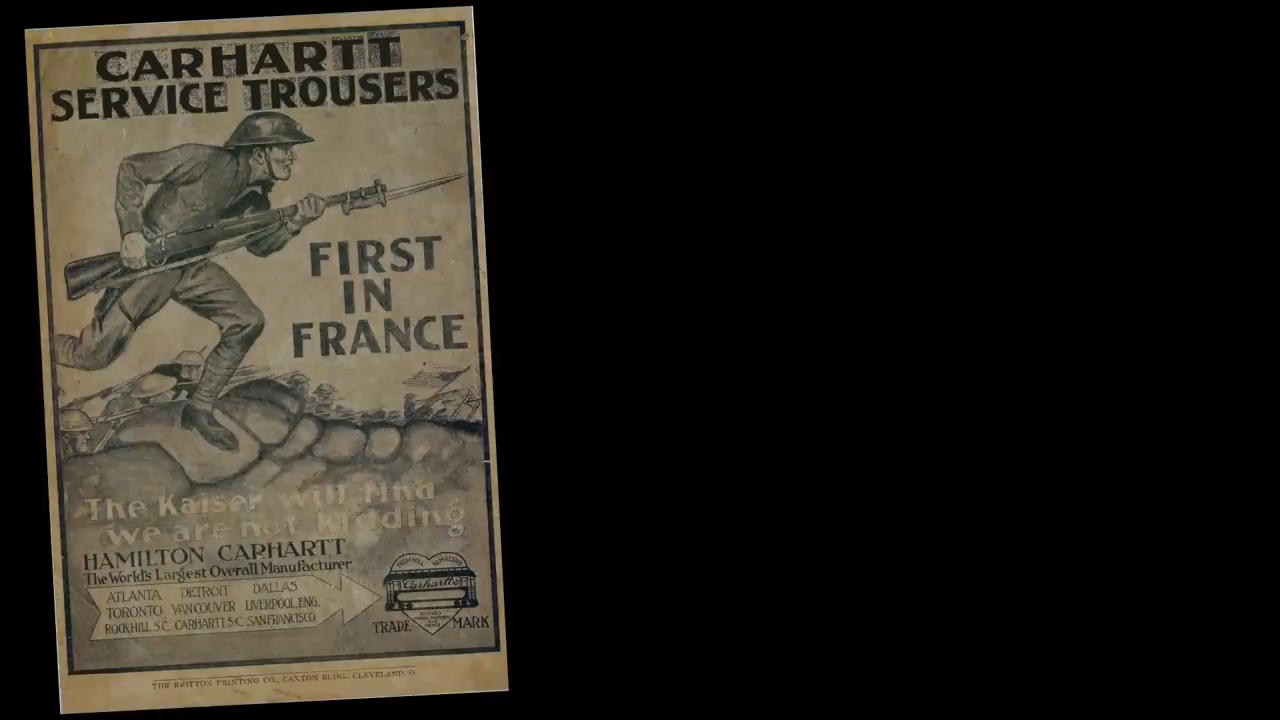 CARHARTT
SERVICE TROUSERS
FIRST
IN
FRANCE
The Kaiser will find
we are not kidding
HAMILTON CARHARTT
The World's Largest Overall Manufacturer
ATLANTA DETROIT DALLAS
TORONTO VANCOUVER LIVERPOOL, ENG.
ROCK HILL S.C. CARHARTT S.C. SAN FRANCISCO
Carhartt's
TRADE MARK
THE BRITTON PRINTING CO., CAXTON BLDG., CLEVELAND, O.